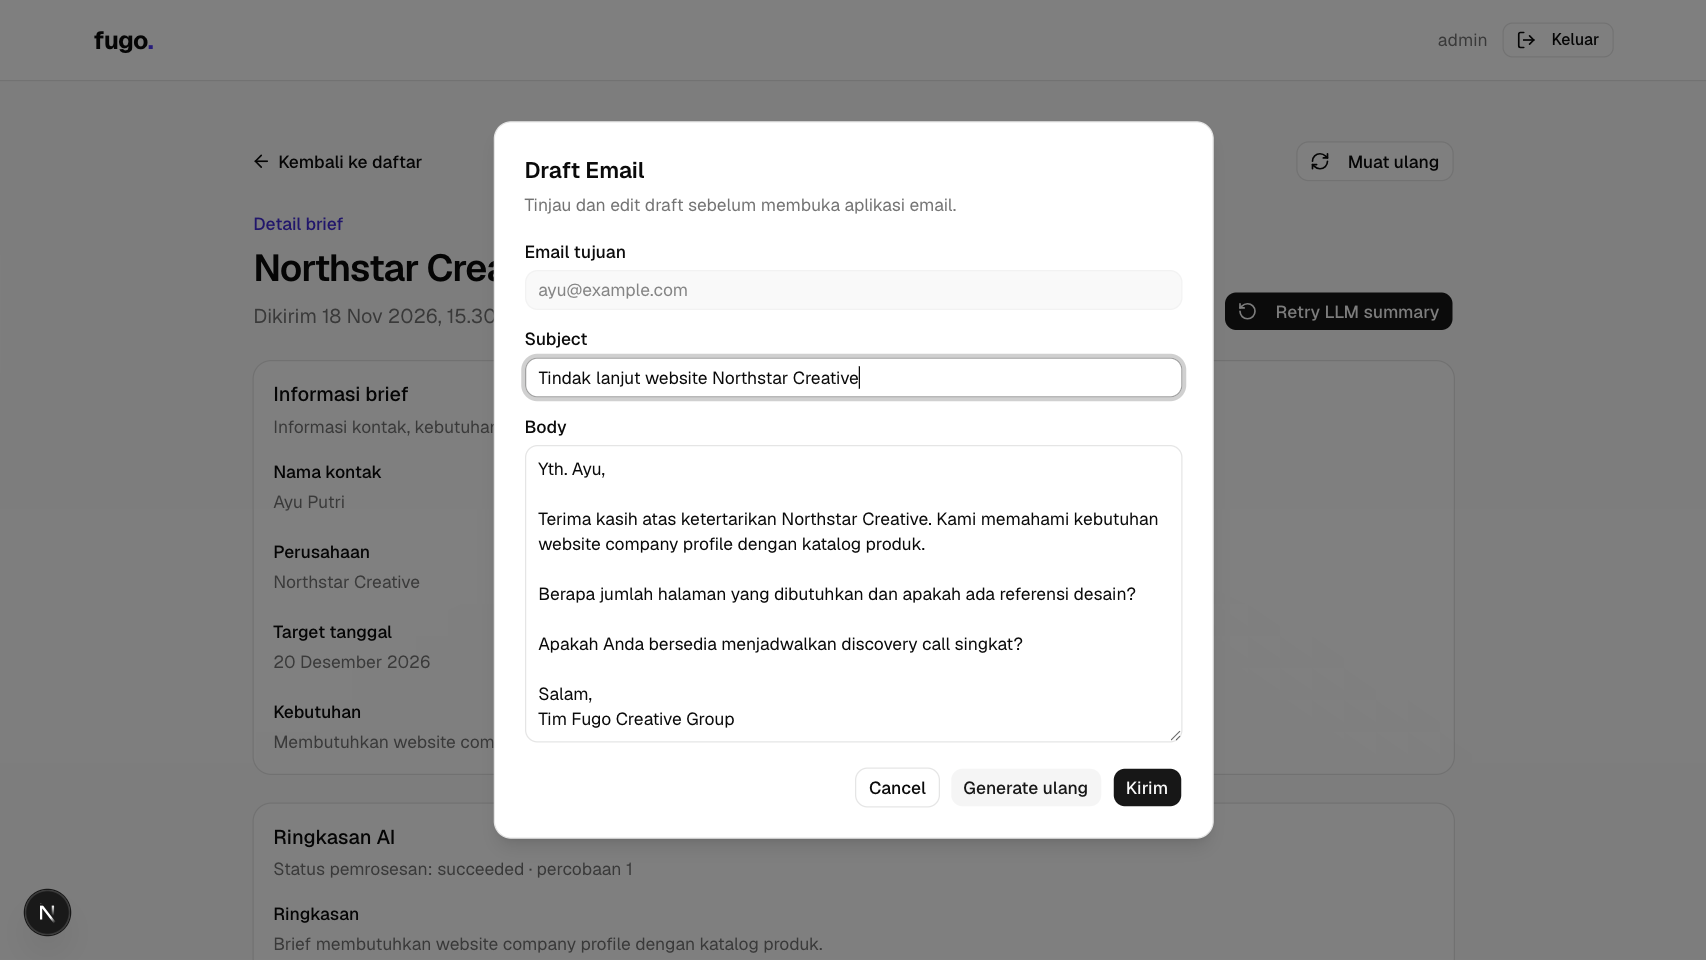 fugo.
admin
Keluar
Kembali ke daftar
Muat ulang
Detail brief
Northstar Crea
Dikirim 18 Nov 2026, 15.30
Retry LLM summary
Informasi brief
Informasi kontak, kebutuhan
Nama kontak
Ayu Putri
Perusahaan
Northstar Creative
Target tanggal
20 Desember 2026
Kebutuhan
Membutuhkan website com
Draft Email
Tinjau dan edit draft sebelum membuka aplikasi email.
Email tujuan
ayu@example.com
Subject
Tindak lanjut website Northstar Creative
Body
Yth. Ayu,
Terima kasih atas ketertarikan Northstar Creative. Kami memahami kebutuhan
website company profile dengan katalog produk.
Berapa jumlah halaman yang dibutuhkan dan apakah ada referensi desain?
Apakah Anda bersedia menjadwalkan discovery call singkat?
Salam,
Tim Fugo Creative Group
Cancel
Generate ulang
Kirim
Ringkasan AI
Status pemrosesan: succeeded · percobaan 1
Ringkasan
Brief membutuhkan website company profile dengan katalog produk.
N